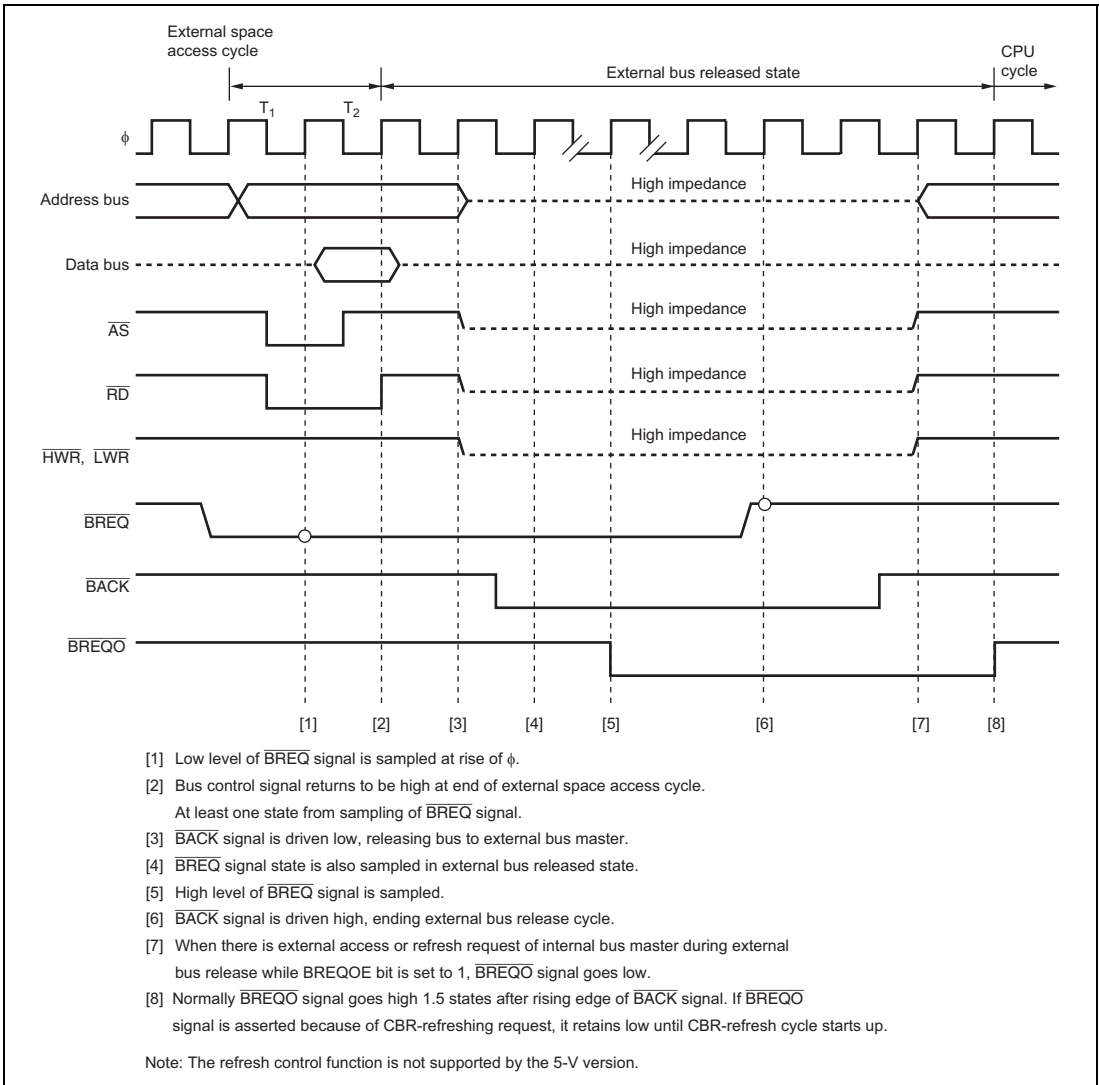 External space
access cycle
External bus released state
CPU
cycle
T1
T2
ϕ
Address bus
High impedance
Data bus
High impedance
AS
High impedance
RD
High impedance
HWR, LWR
High impedance
BREQ
BACK
BREQO
[1] [2] [3] [4] [5] [6] [7] [8]
[1] Low level of BREQ signal is sampled at rise of ϕ.
[2] Bus control signal returns to be high at end of external space access cycle.
At least one state from sampling of BREQ signal.
[3] BACK signal is driven low, releasing bus to external bus master.
[4] BREQ signal state is also sampled in external bus released state.
[5] High level of BREQ signal is sampled.
[6] BACK signal is driven high, ending external bus release cycle.
[7] When there is external access or refresh request of internal bus master during external
bus release while BREQOE bit is set to 1, BREQO signal goes low.
[8] Normally BREQO signal goes high 1.5 states after rising edge of BACK signal. If BREQO
signal is asserted because of CBR-refreshing request, it retains low until CBR-refresh cycle starts up.
Note: The refresh control function is not supported by the 5-V version.